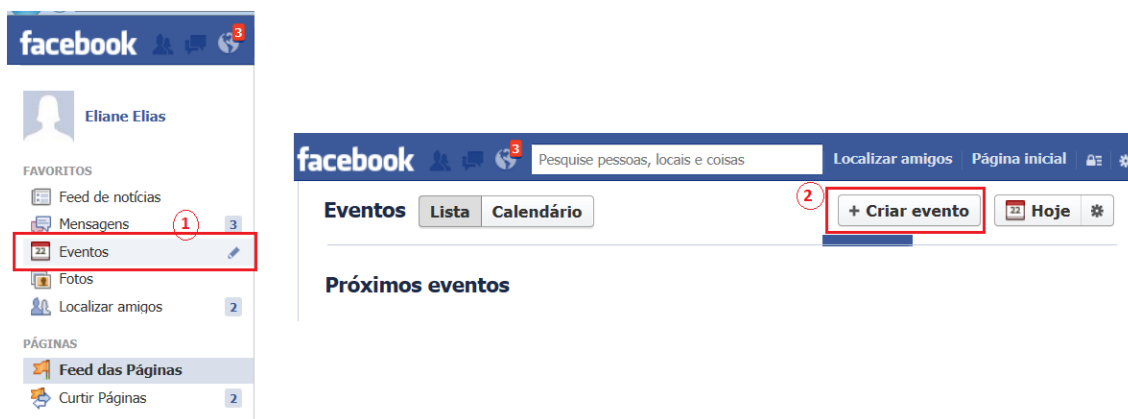 facebook
3
Eliane Elias
FAVORITOS
Feed de notícias
Mensagens 1 3
22 Eventos
Fotos
Localizar amigos 2
PÁGINAS
Feed das Páginas
Curtir Páginas 2
facebook 3 Pesquise pessoas, locais e coisas Localizar amigos Página inicial
Eventos Lista Calendário 2 + Criar evento 22 Hoje
Próximos eventos